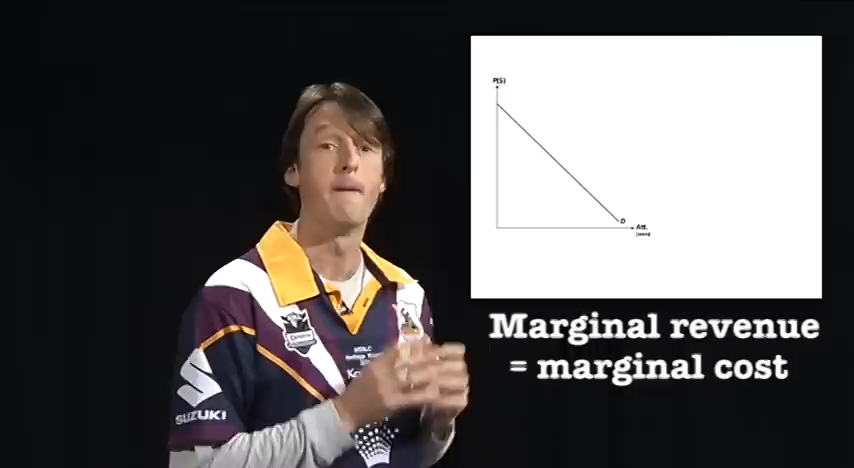 P($)
D
Att.
Marginal revenue
= marginal cost
SUZUKI